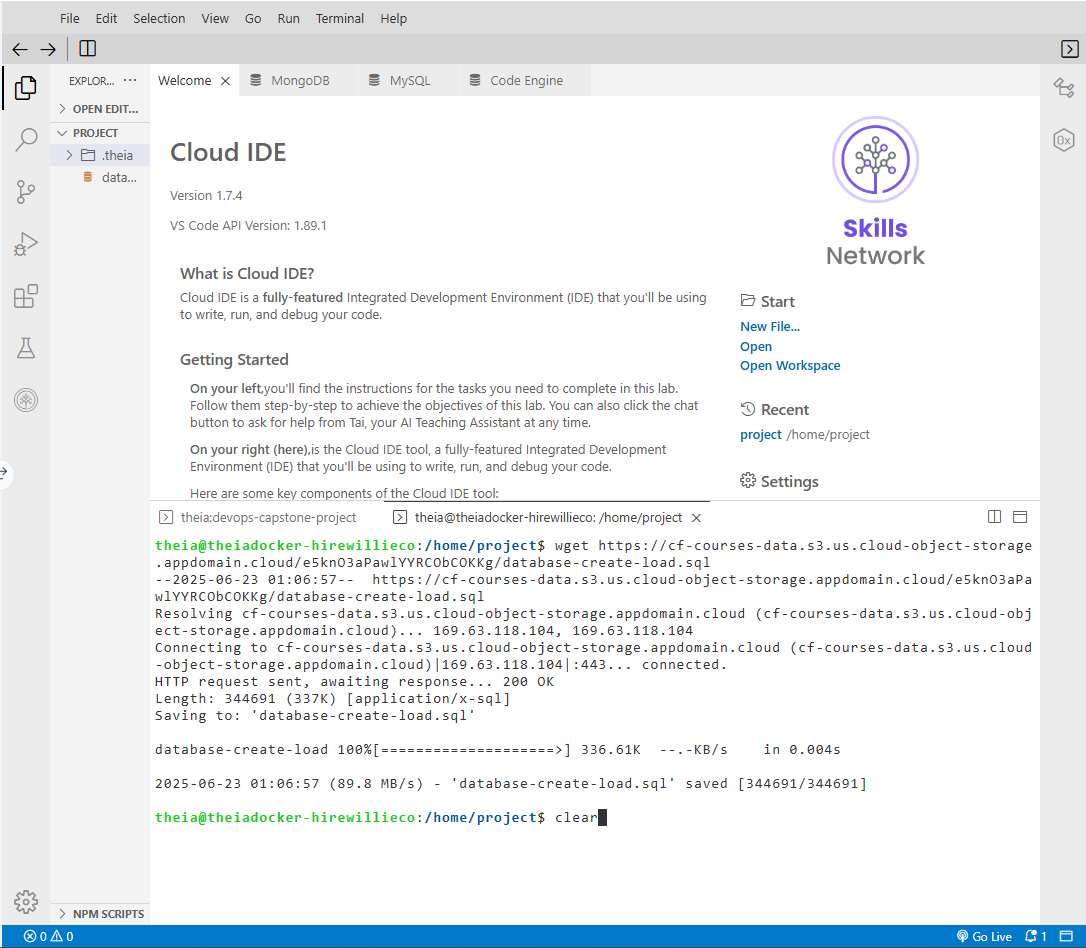 File Edit Selection View Go Run Terminal Help
EXPLOR... ···
OPEN EDIT...
PROJECT
.theia
data...
NPM SCRIPTS
Welcome MongoDB MySQL Code Engine
Cloud IDE
Version 1.7.4
VS Code API Version: 1.89.1
What is Cloud IDE?
Cloud IDE is a fully-featured Integrated Development Environment (IDE) that you'll be using
to write, run, and debug your code.
Getting Started
On your left,you'll find the instructions for the tasks you need to complete in this lab.
Follow them step-by-step to achieve the objectives of this lab. You can also click the chat
button to ask for help from Tai, your AI Teaching Assistant at any time.
On your right (here),is the Cloud IDE tool, a fully-featured Integrated Development
Environment (IDE) that you'll be using to write, run, and debug your code.
Here are some key components of the Cloud IDE tool:
Skills
Network
Start
New File...
Open
Open Workspace
Recent
project /home/project
Settings
0x
theia:devops-capstone-project theia@theiadocker-hirewillieco: /home/project
theia@theiadocker-hirewillieco:/home/project$ wget https://cf-courses-data.s3.us.cloud-object-storage
.appdomain.cloud/e5knO3aPawlYYRCObCOKKg/database-create-load.sql
--2025-06-23 01:06:57--  https://cf-courses-data.s3.us.cloud-object-storage.appdomain.cloud/e5knO3aPa
wlYYRCObCOKKg/database-create-load.sql
Resolving cf-courses-data.s3.us.cloud-object-storage.appdomain.cloud (cf-courses-data.s3.us.cloud-obj
ect-storage.appdomain.cloud)... 169.63.118.104, 169.63.118.104
Connecting to cf-courses-data.s3.us.cloud-object-storage.appdomain.cloud (cf-courses-data.s3.us.cloud
-object-storage.appdomain.cloud)|169.63.118.104|:443... connected.
HTTP request sent, awaiting response... 200 OK
Length: 344691 (337K) [application/x-sql]
Saving to: 'database-create-load.sql'
database-create-load 100%[====================>] 336.61K  --.-KB/s    in 0.004s
2025-06-23 01:06:57 (89.8 MB/s) - 'database-create-load.sql' saved [344691/344691]
theia@theiadocker-hirewillieco:/home/project$ clear
0 0 Go Live 1